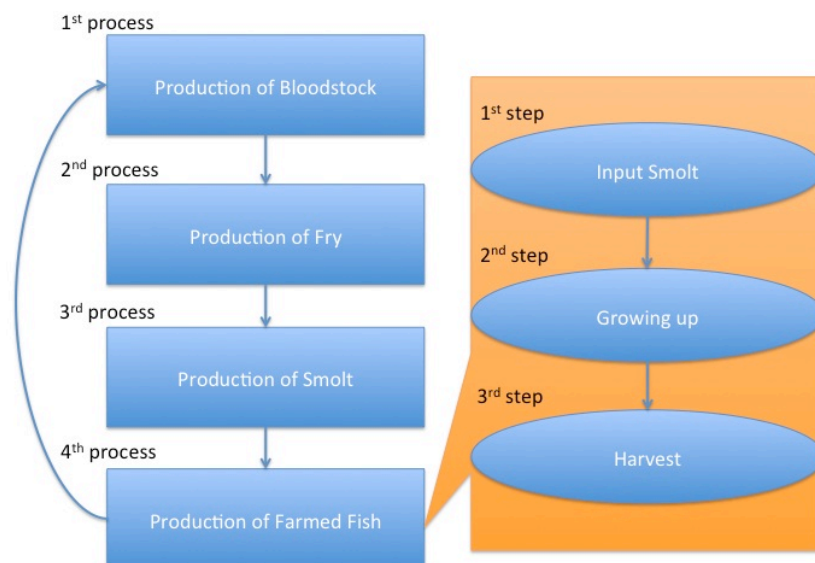 1st process
Production of Bloodstock
2nd process
Production of Fry
3rd process
Production of Smolt
4th process
Production of Farmed Fish
1st step
Input Smolt
2nd step
Growing up
3rd step
Harvest